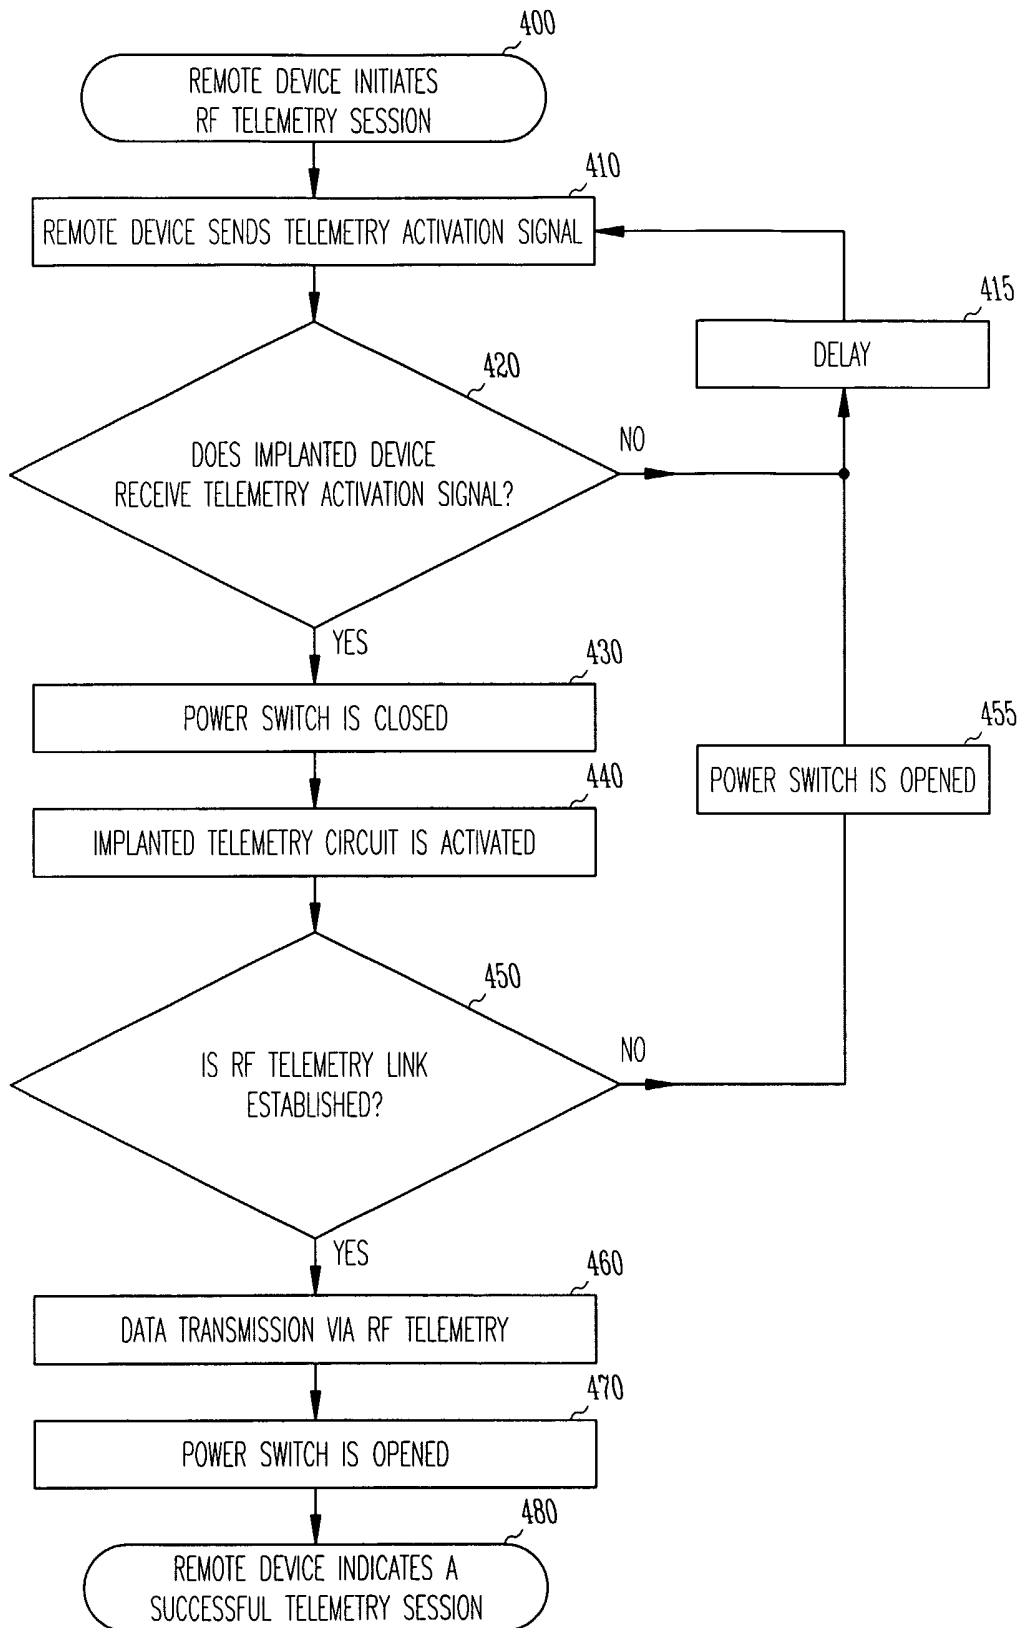 400
REMOTE DEVICE INITIATES
RF TELEMETRY SESSION
410
REMOTE DEVICE SENDS TELEMETRY ACTIVATION SIGNAL
415
DELAY
420
DOES IMPLANTED DEVICE
RECEIVE TELEMETRY ACTIVATION SIGNAL?
NO
YES
430
POWER SWITCH IS CLOSED
455
POWER SWITCH IS OPENED
440
IMPLANTED TELEMETRY CIRCUIT IS ACTIVATED
450
IS RF TELEMETRY LINK
ESTABLISHED?
NO
YES
460
DATA TRANSMISSION VIA RF TELEMETRY
470
POWER SWITCH IS OPENED
480
REMOTE DEVICE INDICATES A
SUCCESSFUL TELEMETRY SESSION